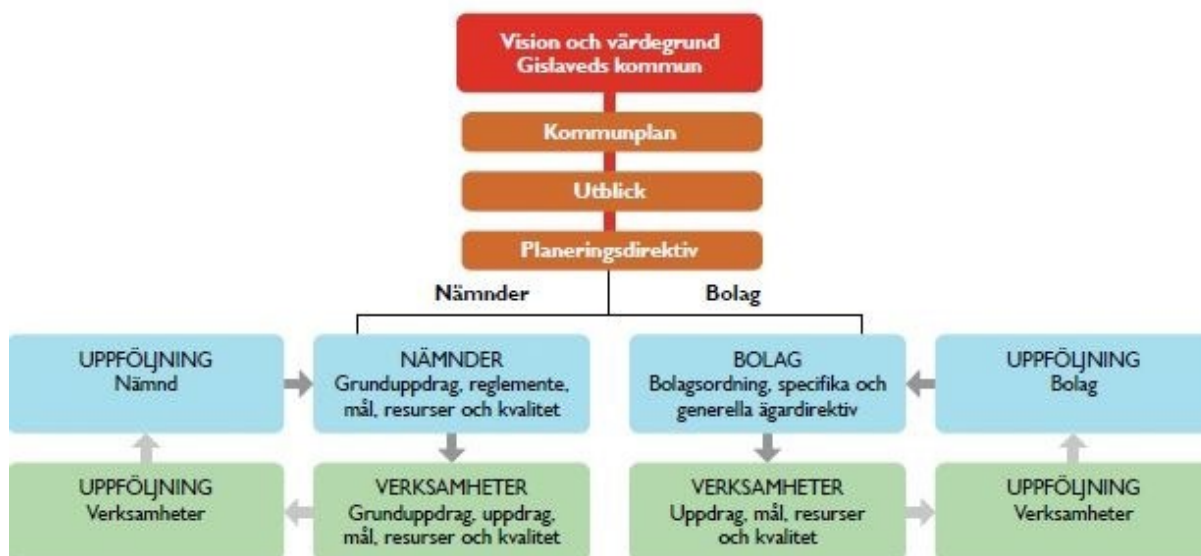 Vision och värdegrund
Gislaveds kommun
Kommunplan
Utblick
Planeringsdirektiv
Nämnder
Bolag
UPPFÖLJNING
Nämnd
NÄMNDER
Grunduppdrag, reglemente,
mål, resurser och kvalitet
BOLAG
Bolagsordning, specifika och
generella ägardirektiv
UPPFÖLJNING
Bolag
UPPFÖLJNING
Verksamheter
VERKSAMHETER
Grunduppdrag, uppdrag,
mål, resurser och kvalitet
VERKSAMHETER
Uppdrag, mål, resurser
och kvalitet
UPPFÖLJNING
Verksamheter